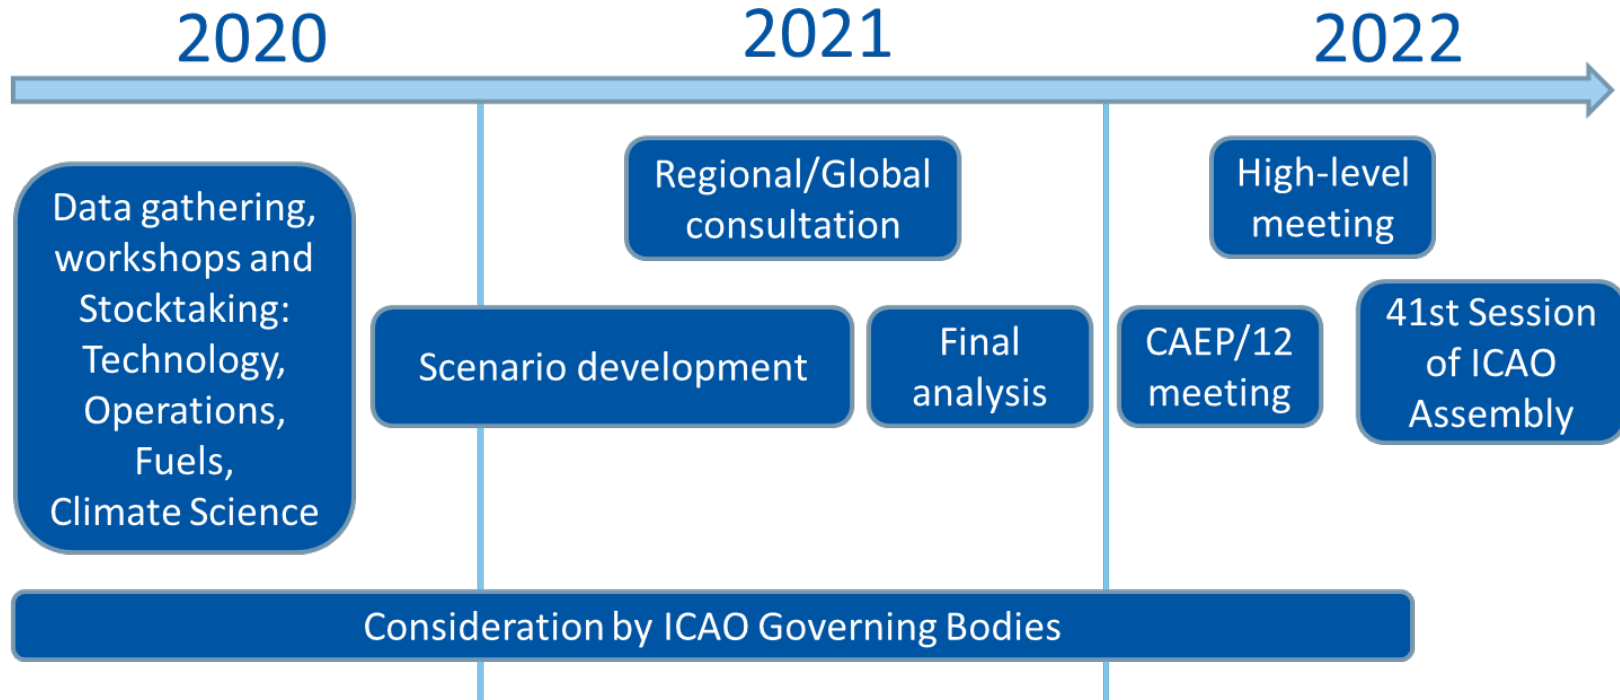 2020
2021
2022
Data gathering,
workshops and
Stocktaking:
Technology,
Operations,
Fuels,
Climate Science
Regional/Global
consultation
Scenario development
Final
analysis
High-level
meeting
CAEP/12
meeting
41st Session
of ICAO
Assembly
Consideration by ICAO Governing Bodies